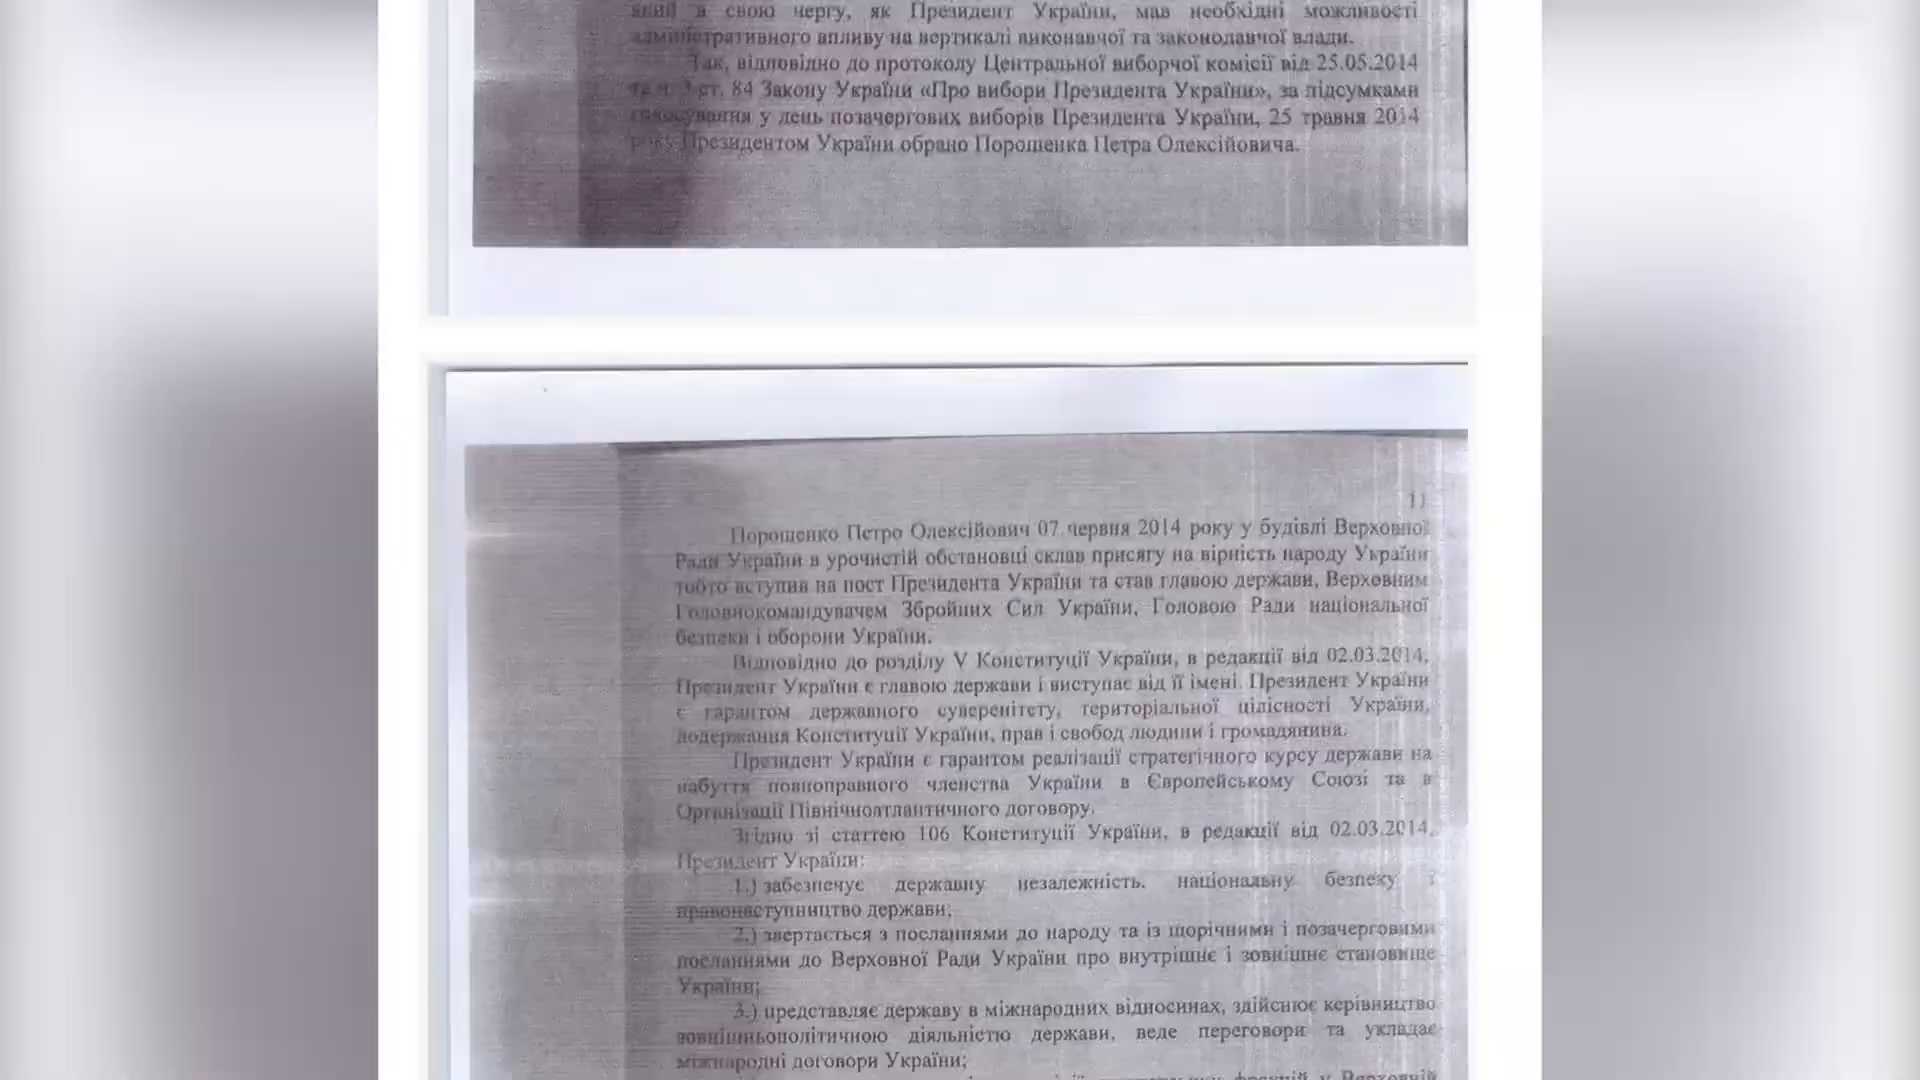 який в свою чергу, як Президент України, мав необхідні можливості
адміністративного впливу на вертикалі виконавчої та законодавчої влади.
Так, відповідно до протоколу Центральної виборчої комісії від 25.05.2014
та ч. 3 ст. 84 Закону України «Про вибори Президента України», за підсумками
голосування у день позачергових виборів Президента України, 25 травня 2014
року Президентом України обрано Порошенка Петра Олексійовича.
11
Порошенко Петро Олексійович 07 червня 2014 року у будівлі Верховної
Ради України в урочистій обстановці склав присягу на вірність народу України
тобто вступив на пост Президента України та став главою держави, Верховним
Головнокомандувачем Збройних Сил України, Головою Ради національної
безпеки і оборони України.
Відповідно до розділу V Конституції України, в редакції від 02.03.2014,
Президент України є главою держави і виступає від її імені. Президент України
є гарантом державного суверенітету, територіальної цілісності України,
додержання Конституції України, прав і свобод людини і громадянина.
Президент України є гарантом реалізації стратегічного курсу держави на
набуття повноправного членства України в Європейському Союзі та в
Організації Північноатлантичного договору.
Згідно зі статтею 106 Конституції України, в редакції від 02.03.2014,
Президент України:
1.) забезпечує державну незалежність, національну безпеку і
правонаступництво держави;
2.) звертається з посланнями до народу та із щорічними і позачерговими
посланнями до Верховної Ради України про внутрішнє і зовнішнє становище
України;
3.) представляє державу в міжнародних відносинах, здійснює керівництво
зовнішньополітичною діяльністю держави, веде переговори та укладає
міжнародні договори України;
фракцій у Верховній